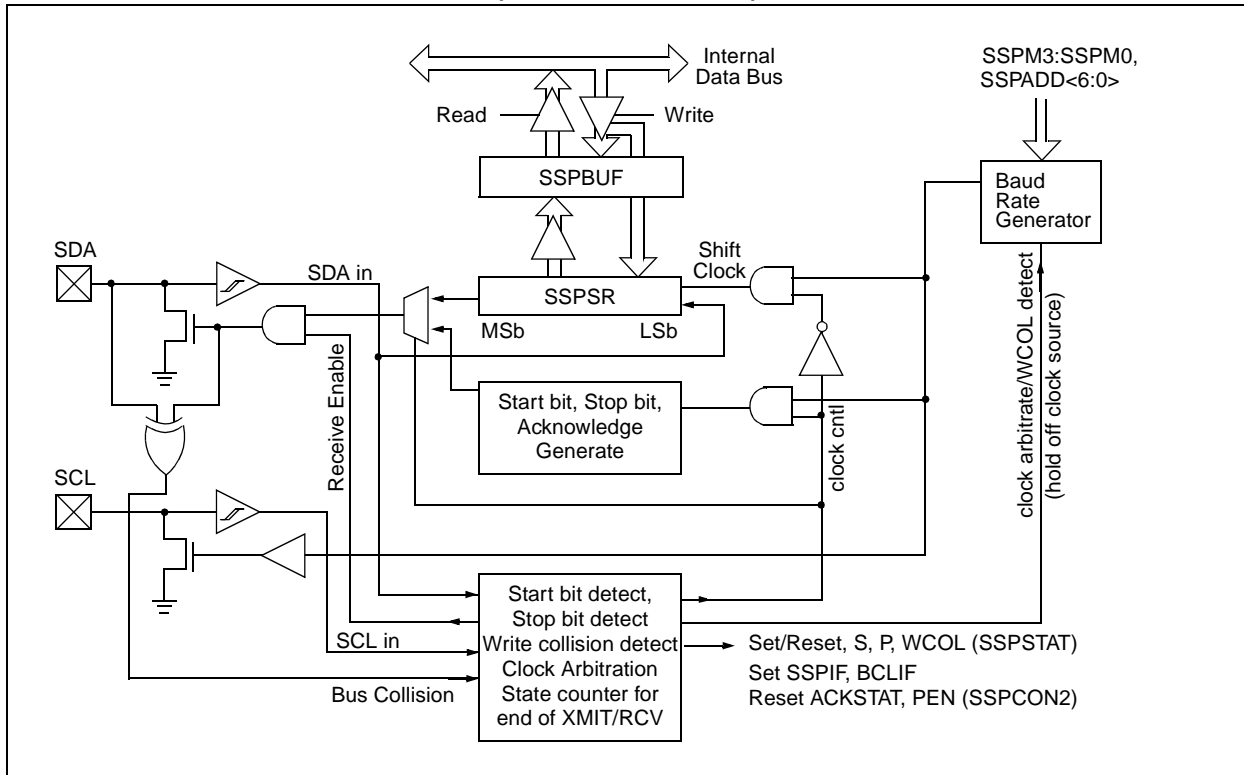 Internal
Data Bus
SSPM3:SSPM0,
SSPADD<6:0>
Read
Write
SSPBUF
Baud
Rate
Generator
SDA
SDA in
Shift
Clock
SSPSR
MSb
LSb
Receive Enable
Start bit, Stop bit,
Acknowledge
Generate
clock cntl
clock arbitrate/WCOL detect
(hold off clock source)
SCL
SCL in
Bus Collision
Start bit detect,
Stop bit detect
Write collision detect
Clock Arbitration
State counter for
end of XMIT/RCV
Set/Reset, S, P, WCOL (SSPSTAT)
Set SSPIF, BCLIF
Reset ACKSTAT, PEN (SSPCON2)